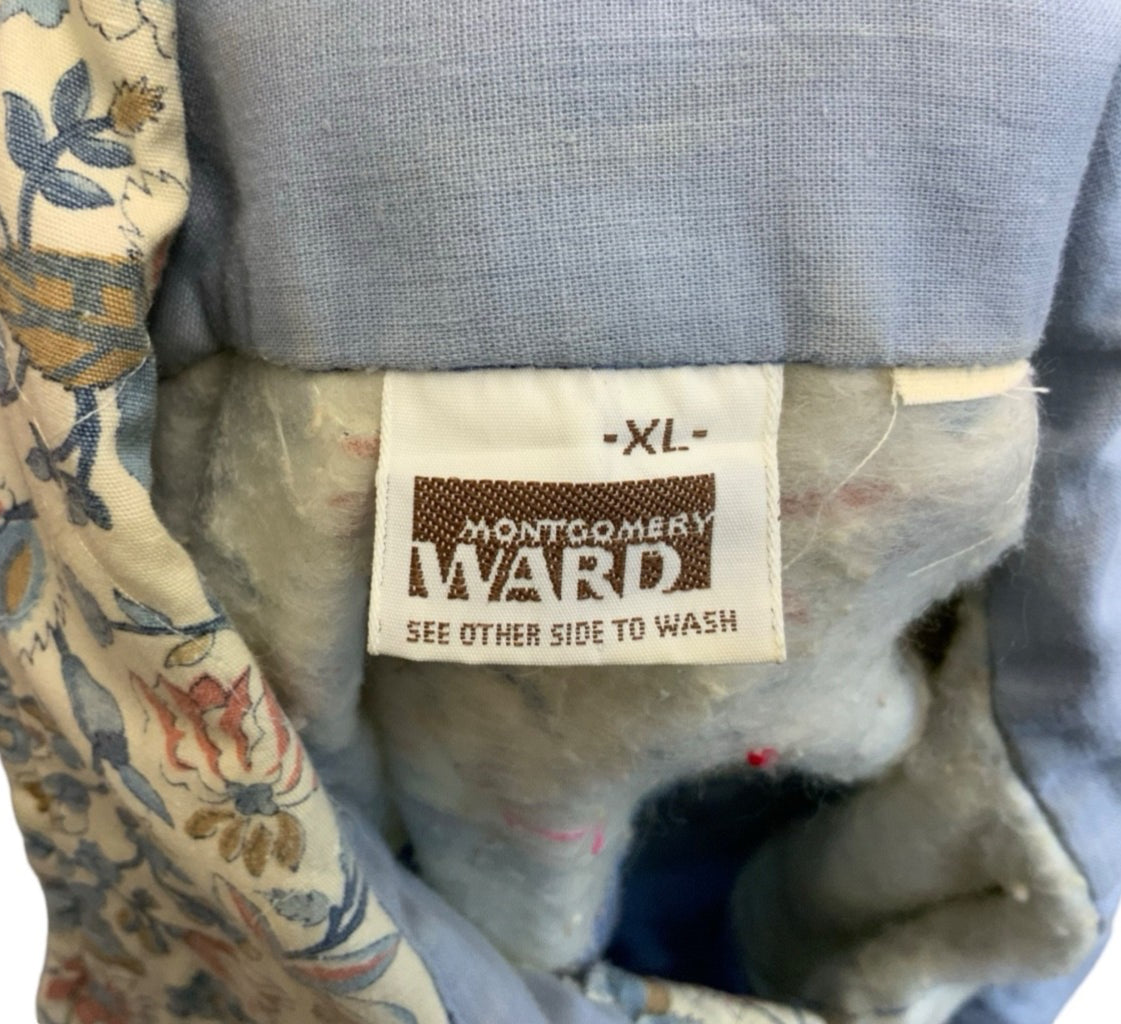 -XL-
MONTGOMERY
WARD
SEE OTHER SIDE TO WASH